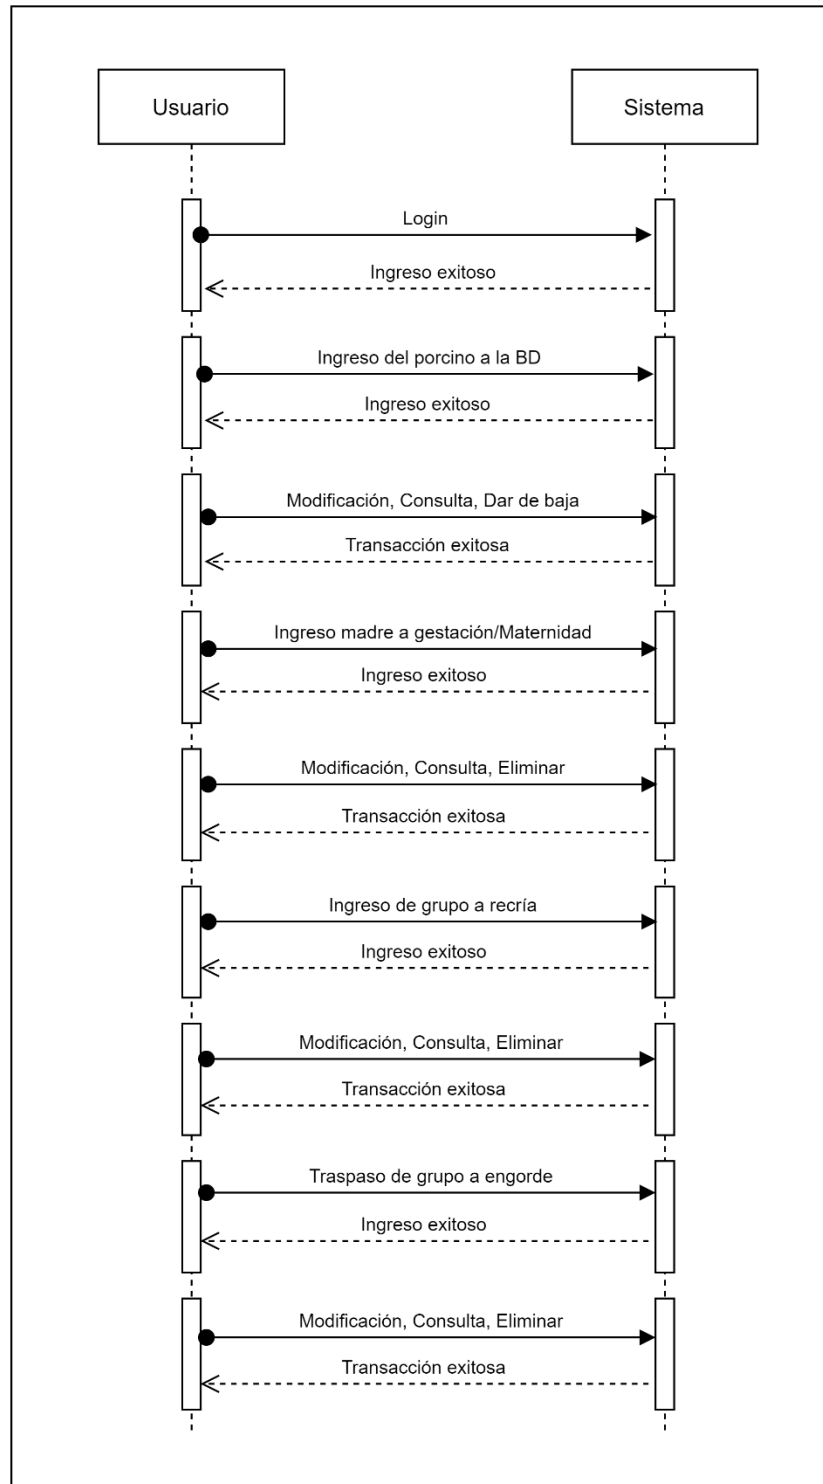 Usuario
Sistema
Login
Ingreso exitoso
Ingreso del porcino a la BD
Ingreso exitoso
Modificación, Consulta, Dar de baja
Transacción exitosa
Ingreso madre a gestación/Maternidad
Ingreso exitoso
Modificación, Consulta, Eliminar
Transacción exitosa
Ingreso de grupo a recría
Ingreso exitoso
Modificación, Consulta, Eliminar
Transacción exitosa
Traspaso de grupo a engorde
Ingreso exitoso
Modificación, Consulta, Eliminar
Transacción exitosa